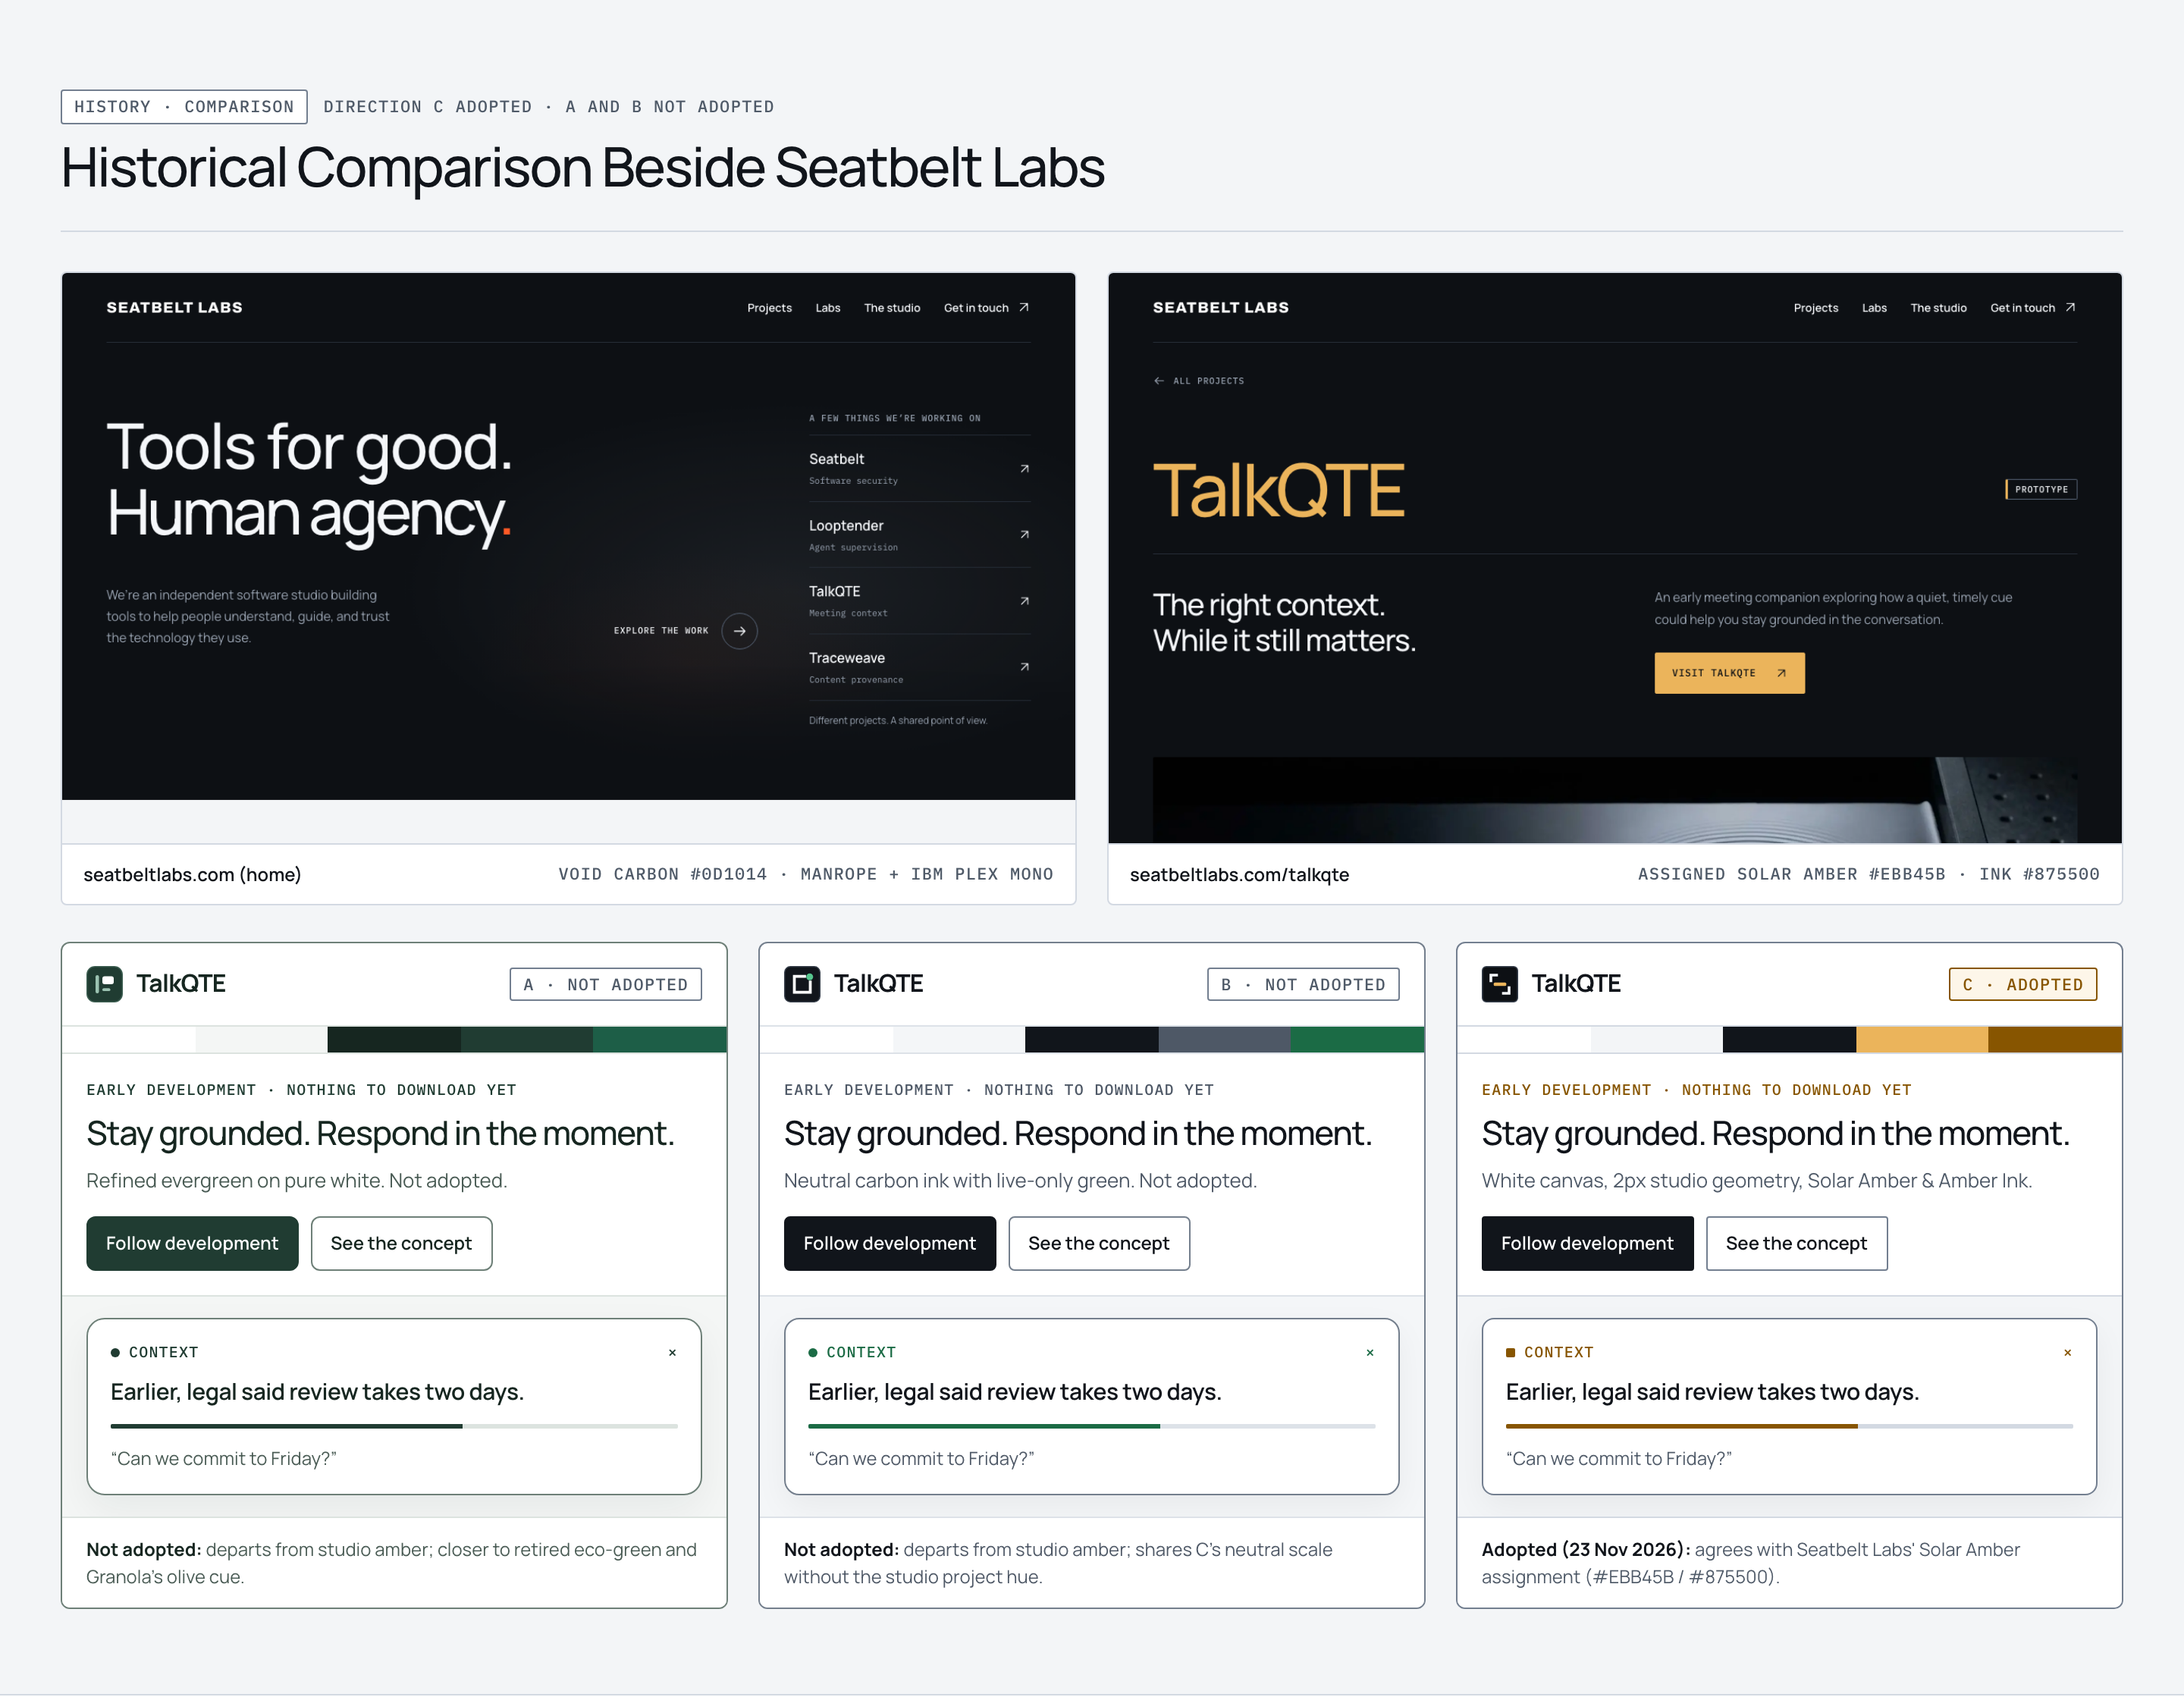 HISTORY · COMPARISON
DIRECTION C ADOPTED · A AND B NOT ADOPTED
Historical Comparison Beside Seatbelt Labs
SEATBELT LABS
Projects
Labs
The studio
Get in touch ↗
Tools for good.
Human agency.
We're an independent software studio building
tools to help people understand, guide, and trust
the technology they use.
EXPLORE THE WORK →
A FEW THINGS WE'RE WORKING ON
Seatbelt ↗
Software security
Looptender ↗
Agent supervision
TalkQTE ↗
Meeting context
Traceweave ↗
Content provenance
Different projects. A shared point of view.
seatbeltlabs.com (home)
VOID CARBON #0D1014 · MANROPE + IBM PLEX MONO
SEATBELT LABS
Projects
Labs
The studio
Get in touch ↗
← ALL PROJECTS
TalkQTE
PROTOTYPE
The right context.
While it still matters.
An early meeting companion exploring how a quiet, timely cue
could help you stay grounded in the conversation.
VISIT TALKQTE ↗
seatbeltlabs.com/talkqte
ASSIGNED SOLAR AMBER #EBB45B · INK #875500
TalkQTE
A · NOT ADOPTED
EARLY DEVELOPMENT · NOTHING TO DOWNLOAD YET
Stay grounded. Respond in the moment.
Refined evergreen on pure white. Not adopted.
Follow development
See the concept
CONTEXT ×
Earlier, legal said review takes two days.
“Can we commit to Friday?”
Not adopted: departs from studio amber; closer to retired eco-green and
Granola's olive cue.
TalkQTE
B · NOT ADOPTED
EARLY DEVELOPMENT · NOTHING TO DOWNLOAD YET
Stay grounded. Respond in the moment.
Neutral carbon ink with live-only green. Not adopted.
Follow development
See the concept
CONTEXT ×
Earlier, legal said review takes two days.
“Can we commit to Friday?”
Not adopted: departs from studio amber; shares C's neutral scale
without the studio project hue.
TalkQTE
C · ADOPTED
EARLY DEVELOPMENT · NOTHING TO DOWNLOAD YET
Stay grounded. Respond in the moment.
White canvas, 2px studio geometry, Solar Amber & Amber Ink.
Follow development
See the concept
CONTEXT ×
Earlier, legal said review takes two days.
“Can we commit to Friday?”
Adopted (23 Nov 2026): agrees with Seatbelt Labs' Solar Amber
assignment (#EBB45B / #875500).